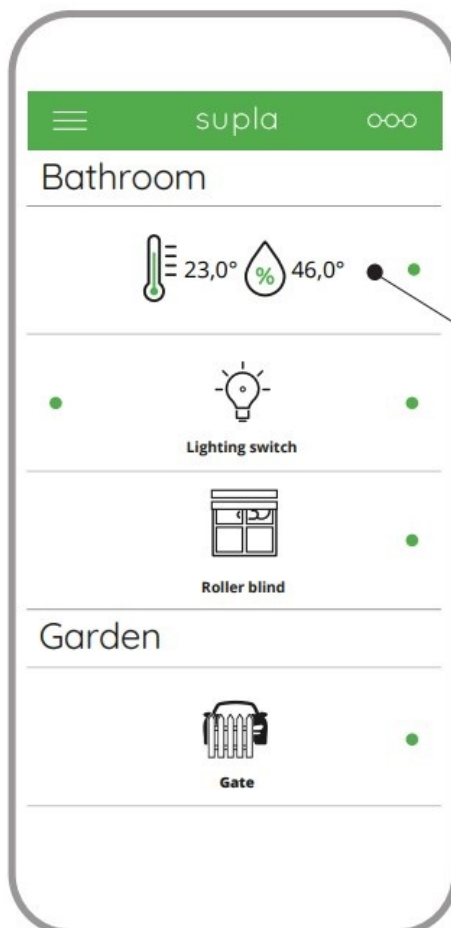 supla
Bathroom
23,0° % 46,0°
Lighting switch
Roller blind
Garden
Gate